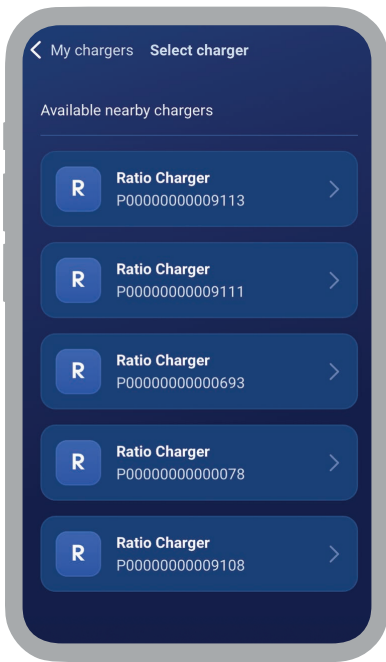 My chargers Select charger
Available nearby chargers
R
Ratio Charger
P00000000009113
R
Ratio Charger
P00000000009111
R
Ratio Charger
P00000000000693
R
Ratio Charger
P00000000000078
R
Ratio Charger
P00000000009108